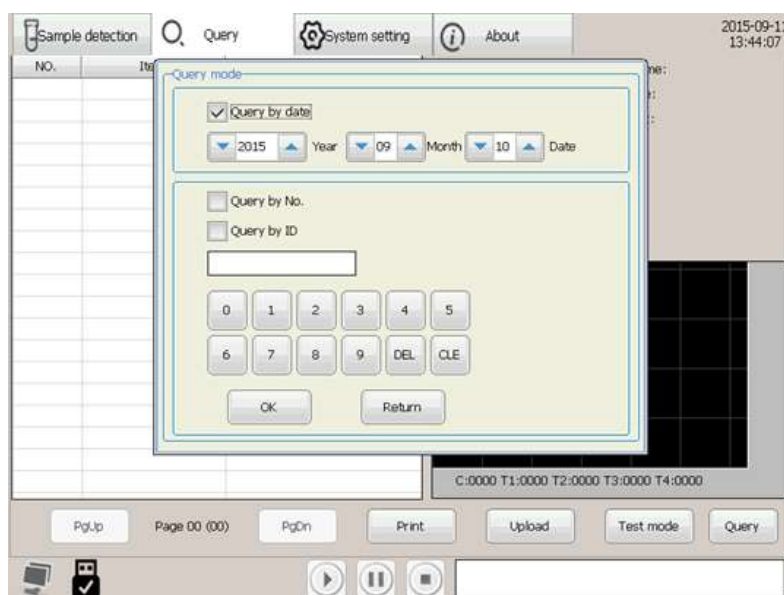 Sample detection Query System setting About 2015-09-11
13:44:07
NO. Ite me:
Query mode
Query by date
2015 Year 09 Month 10 Date
Query by No.
Query by ID
0 1 2 3 4 5
6 7 8 9 DEL CLE
OK Return
C:0000 T1:0000 T2:0000 T3:0000 T4:0000
PgUp Page 00 (00) PgDn Print Upload Test mode Query